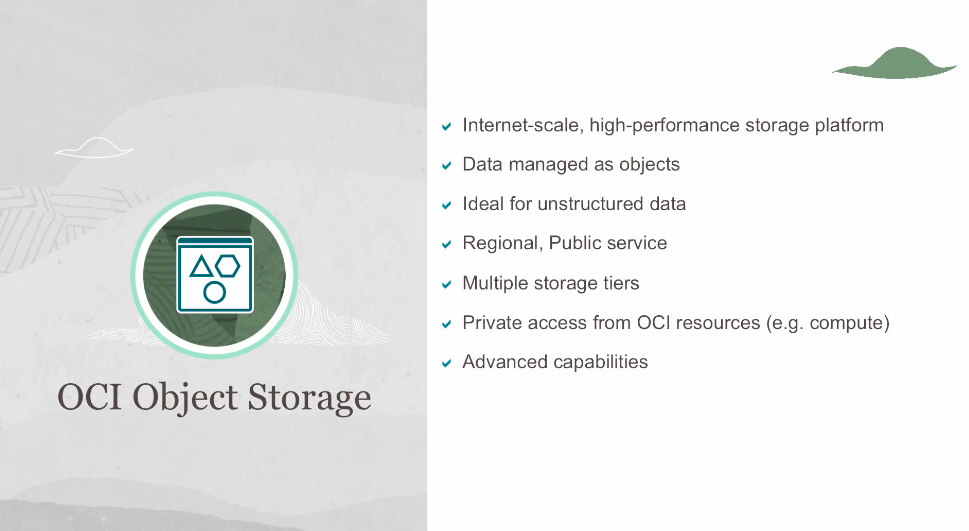 OCI Object Storage
Internet-scale, high-performance storage platform
Data managed as objects
Ideal for unstructured data
Regional, Public service
Multiple storage tiers
Private access from OCI resources (e.g. compute)
Advanced capabilities